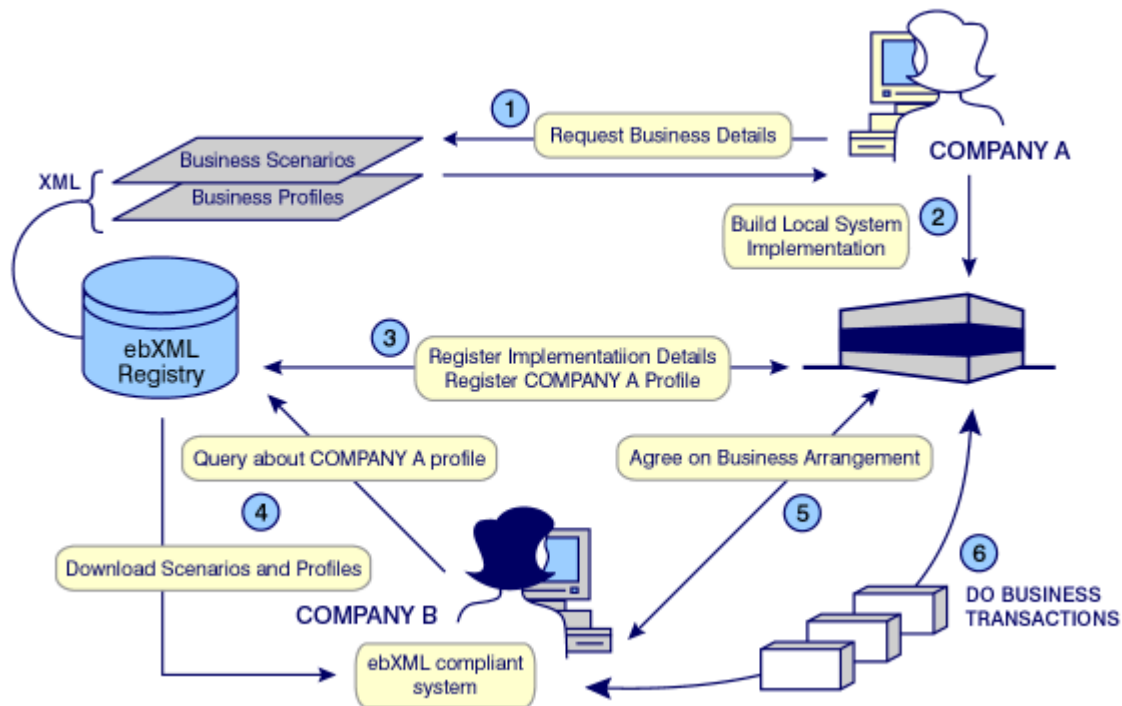 1
Request Business Details
COMPANY A
Business Scenarios
XML
Business Profiles
2
Build Local System
Implementation
ebXML
Registry
3
Register Implementatiion Details
Register COMPANY A Profile
Query about COMPANY A profile
Agree on Business Arrangement
4
5
Download Scenarios and Profiles
6
DO BUSINESS
TRANSACTIONS
COMPANY B
ebXML compliant
system